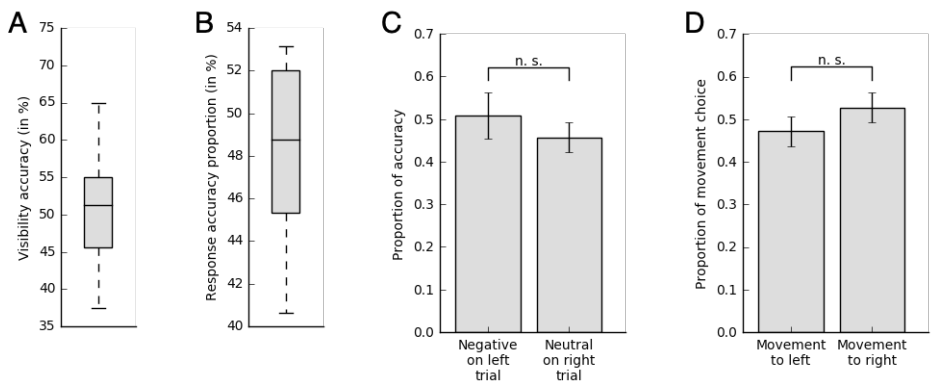 A
Visibility accuracy (in %)
75
70
65
60
55
50
45
40
35
B
Response accuracy proportion (in %)
54
52
50
48
46
44
42
40
C
Proportion of accuracy
0.7
0.6
0.5
0.4
0.3
0.2
0.1
0.0
n. s.
Negative
on left
trial
Neutral
on right
trial
D
Proportion of movement choice
0.7
0.6
0.5
0.4
0.3
0.2
0.1
0.0
n. s.
Movement
to left
Movement
to right